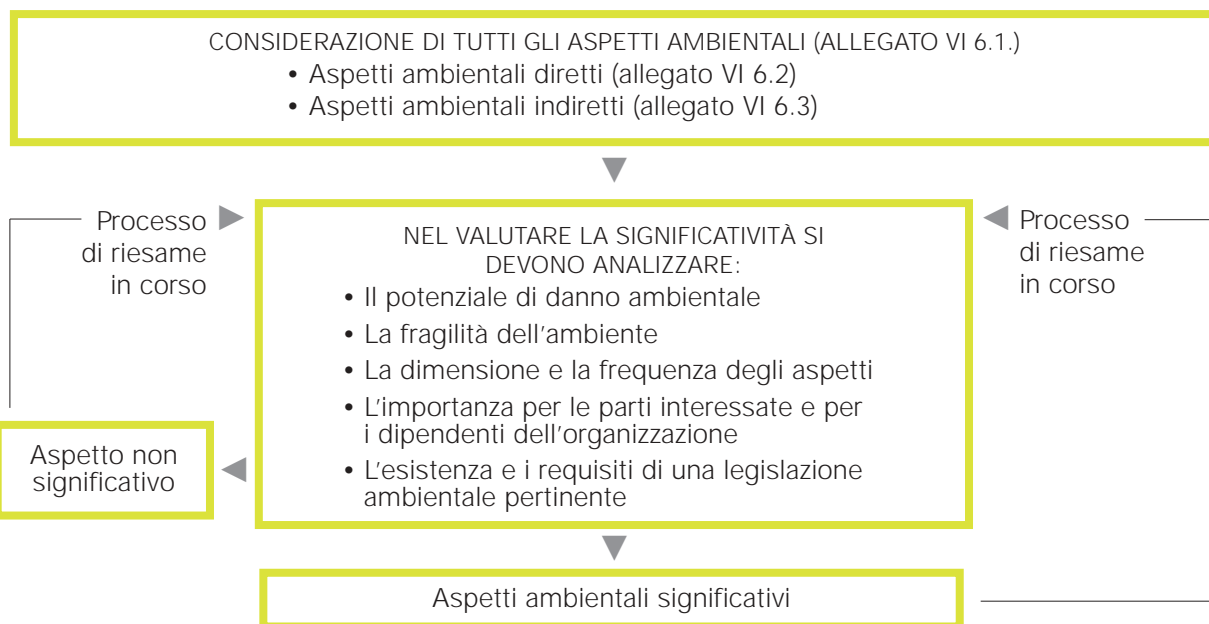 CONSIDERAZIONE DI TUTTI GLI ASPETTI AMBIENTALI (ALLEGATO VI 6.1.)
• Aspetti ambientali diretti (allegato VI 6.2)
• Aspetti ambientali indiretti (allegato VI 6.3)
Processo
di riesame
in corso
NEL VALUTARE LA SIGNIFICATIVITÀ SI
DEVONO ANALIZZARE:
• Il potenziale di danno ambientale
• La fragilità dell'ambiente
• La dimensione e la frequenza degli aspetti
• L'importanza per le parti interessate e per
i dipendenti dell'organizzazione
• L'esistenza e i requisiti di una legislazione
ambientale pertinente
Processo
di riesame
in corso
Aspetto non
significativo
Aspetti ambientali significativi